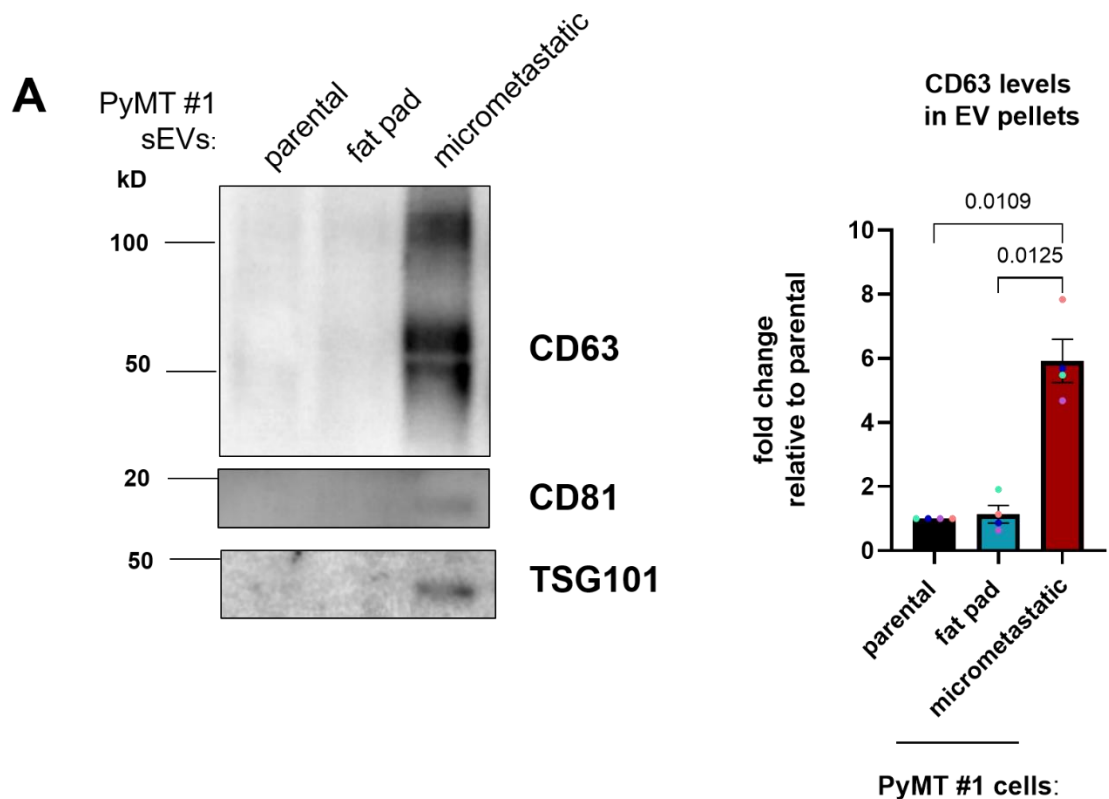 A
PyMT #1
sEVs:
parental
fat pad
micrometastatic
kD
100
50
CD63
20
CD81
50
TSG101
CD63 levels
in EV pellets
0.0109
0.0125
fold change
relative to parental
10
8
6
4
2
0
parental
fat pad
micrometastatic
PyMT #1 cells: